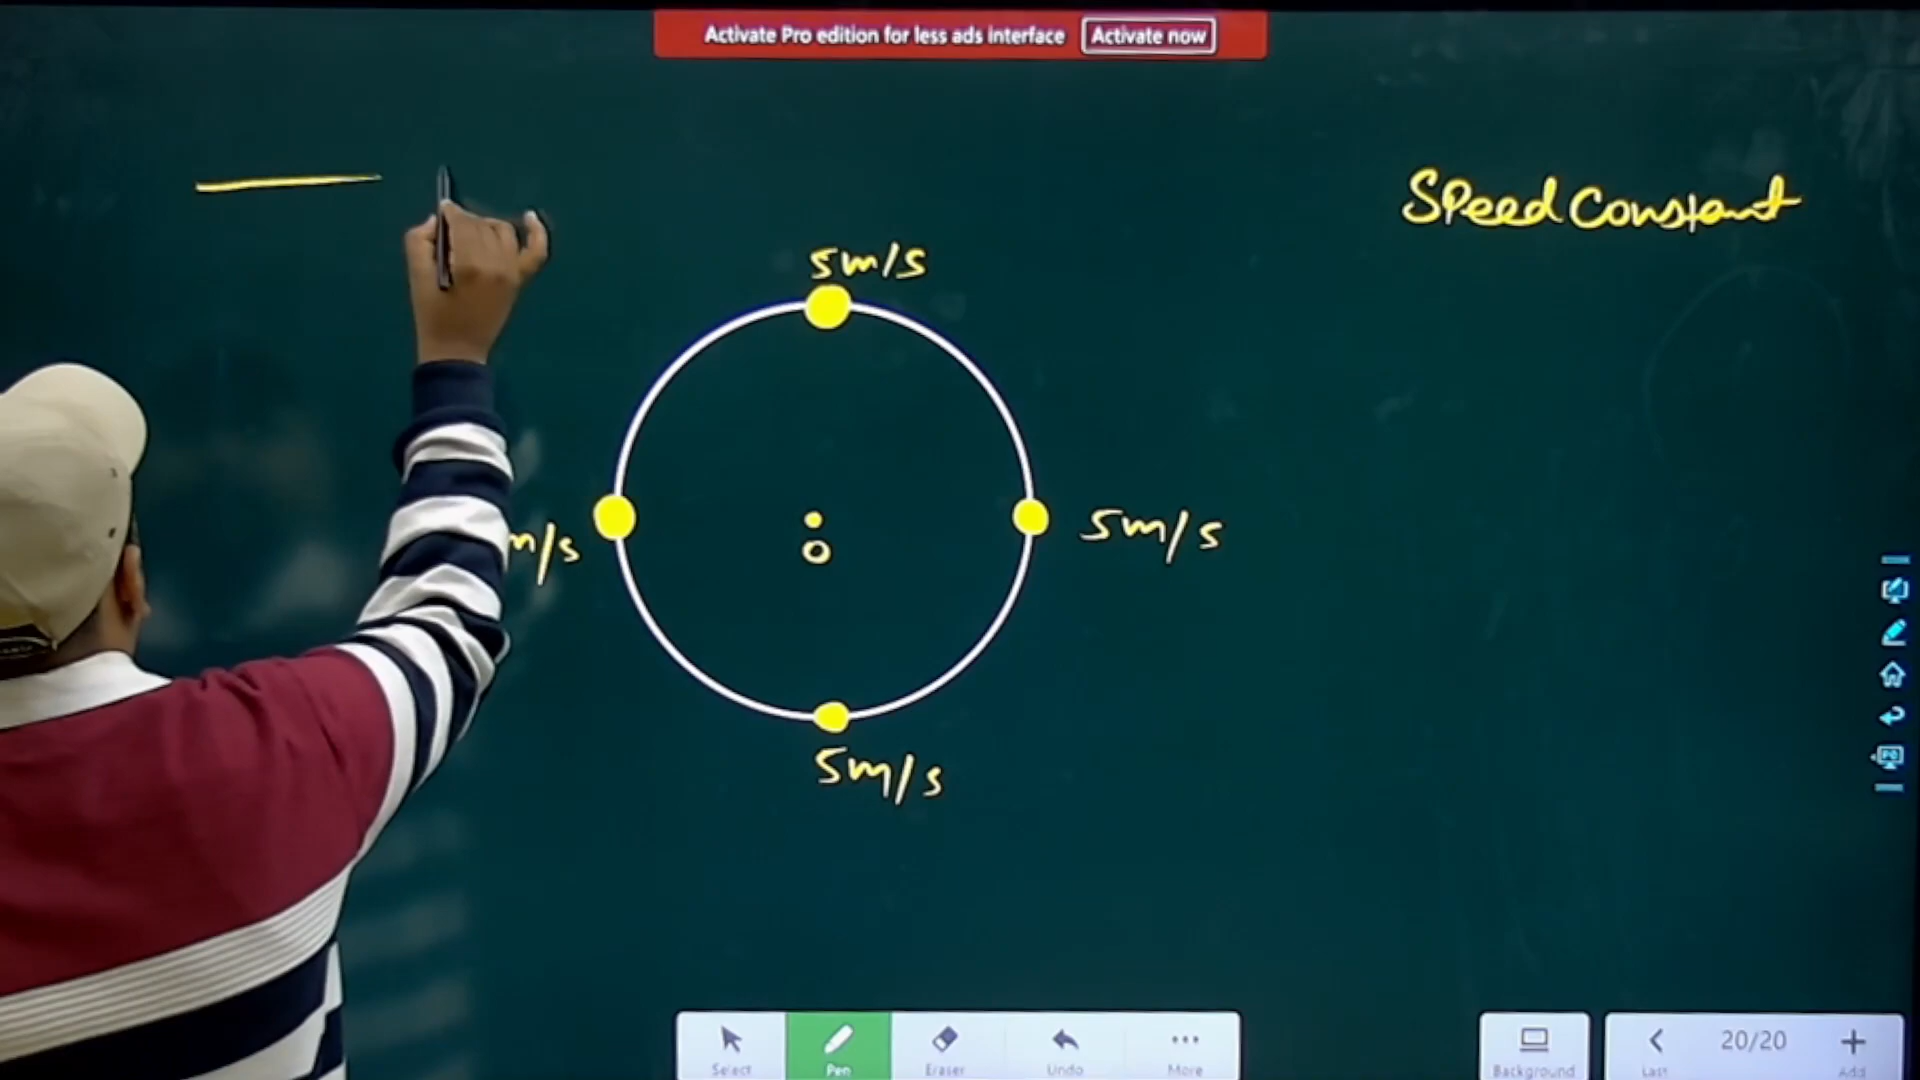 Activate Pro edition for less ads interface Activate now
Speed Constant
5m/s
m/s
5m/s
o
5m/s
Select
Pen
Eraser
Undo
More
Background
Last
20/20
Add